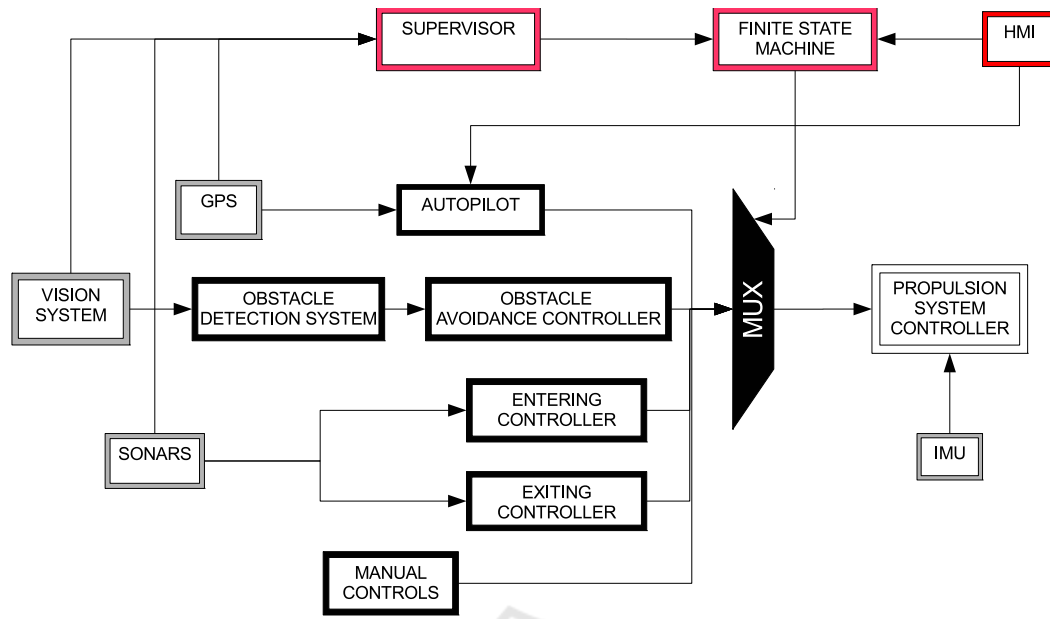 SUPERVISOR
FINITE STATE
MACHINE
HMI
GPS
AUTOPILOT
VISION
SYSTEM
OBSTACLE
DETECTION SYSTEM
OBSTACLE
AVOIDANCE CONTROLLER
MUX
PROPULSION
SYSTEM
CONTROLLER
ENTERING
CONTROLLER
SONARS
IMU
EXITING
CONTROLLER
MANUAL
CONTROLS